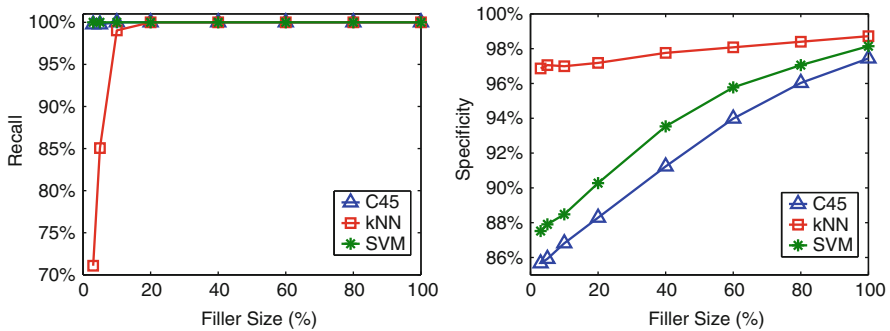 100%
95%
90%
85%
80%
75%
70%
Recall
0
20
40
60
80
100
Filler Size (%)
C45
kNN
SVM
100%
98%
96%
94%
92%
90%
88%
86%
Specificity
0
20
40
60
80
100
Filler Size (%)
C45
kNN
SVM